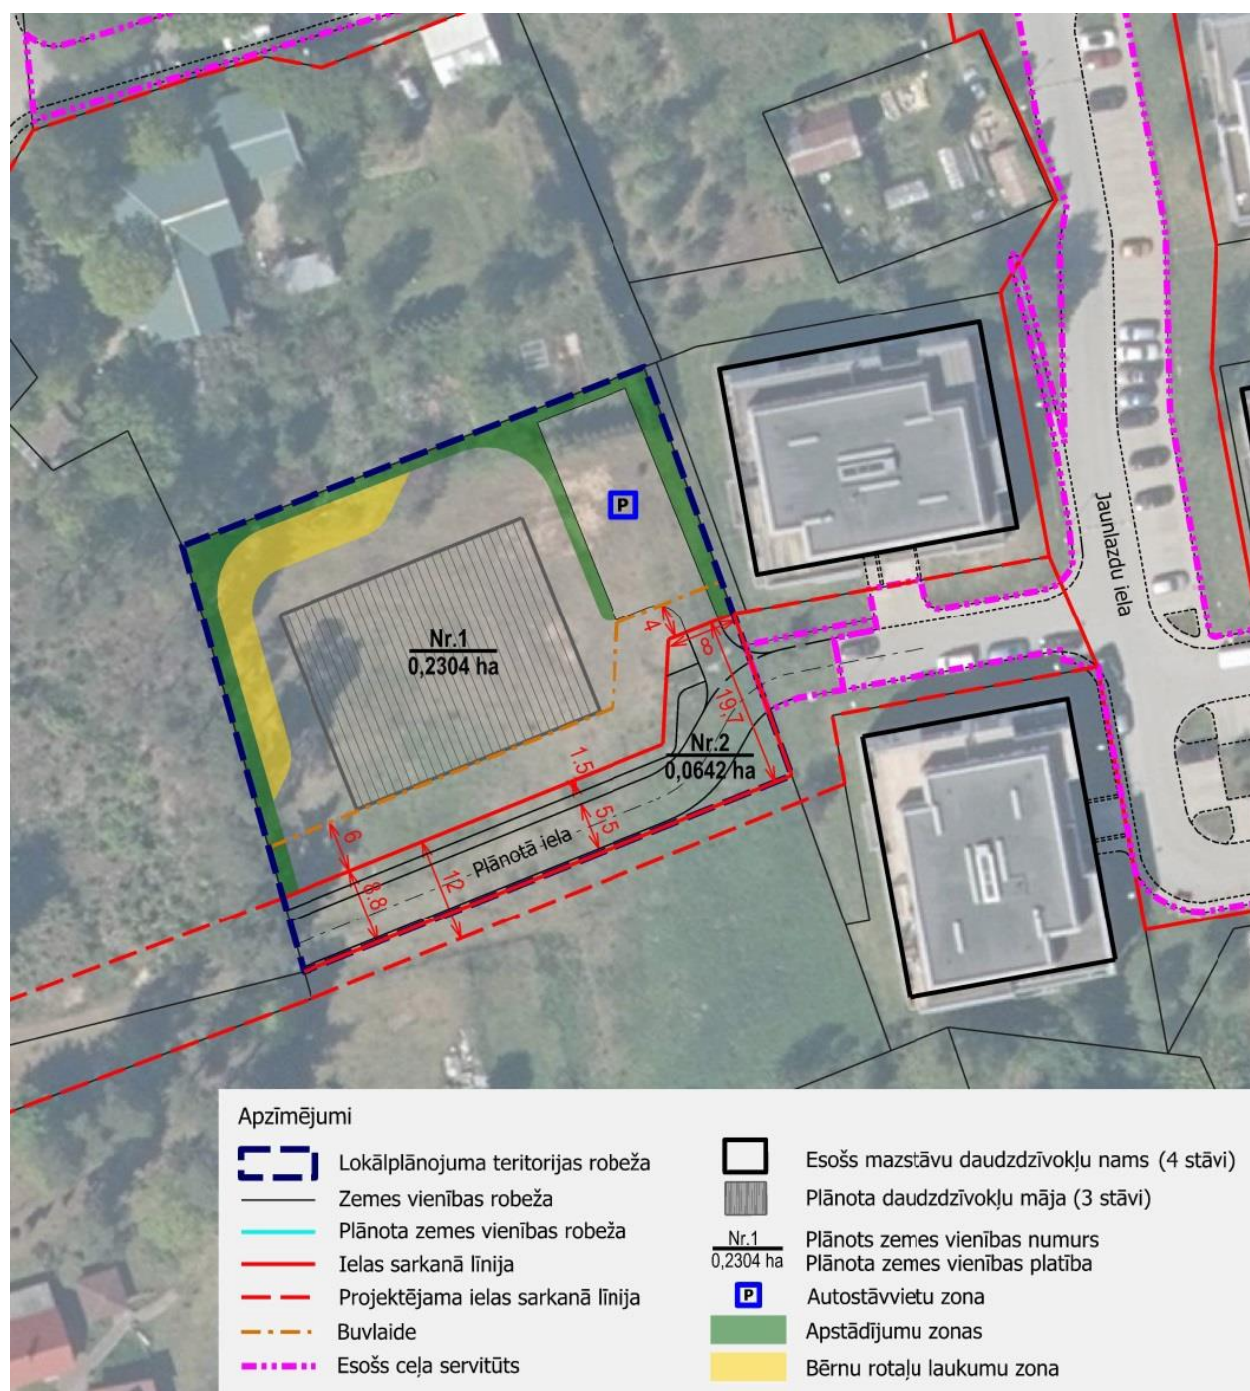 Jaunlazdu iela
P
Nr.1
0,2304 ha
4
8
19,7
Nr.2
0,0642 ha
1.5
5,5
Plānotā iela
6
8.8
12
Apzīmējumi
Lokālplānojuma teritorijas robeža
Zemes vienības robeža
Plānota zemes vienības robeža
Ielas sarkanā līnija
Projektējama ielas sarkanā līnija
Buvlaide
Esošs ceļa servitūts
Esošs mazstāvu daudzdzīvokļu nams (4 stāvi)
Plānota daudzdzīvokļu māja (3 stāvi)
Nr.1
0,2304 ha
Plānots zemes vienības numurs
Plānota zemes vienības platība
P
Autostāvvietu zona
Apstādījumu zonas
Bērnu rotaļu laukumu zona